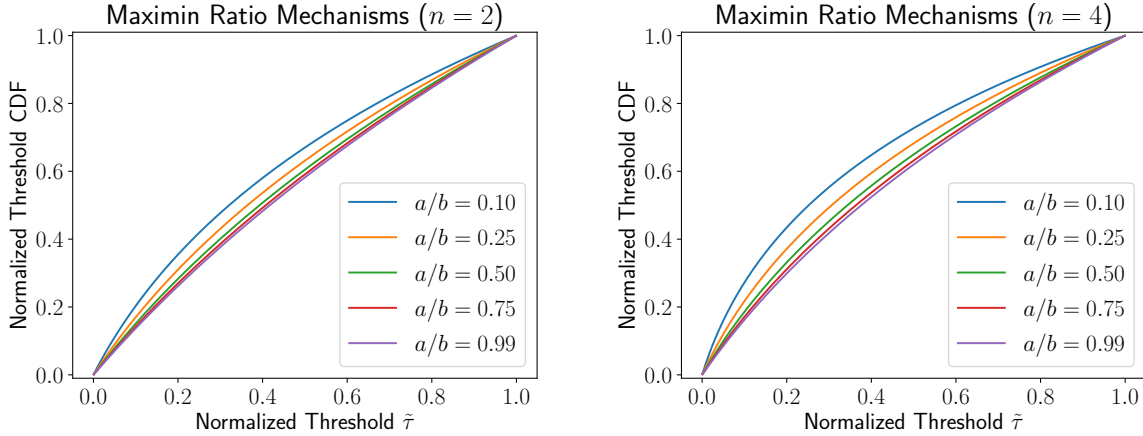 Maximin Ratio Mechanisms (n = 2)
Normalized Threshold CDF
1.0
0.8
0.6
0.4
0.2
0.0
a/b = 0.10
a/b = 0.25
a/b = 0.50
a/b = 0.75
a/b = 0.99
0.0 0.2 0.4 0.6 0.8 1.0
Normalized Threshold τ̃
Maximin Ratio Mechanisms (n = 4)
Normalized Threshold CDF
1.0
0.8
0.6
0.4
0.2
0.0
a/b = 0.10
a/b = 0.25
a/b = 0.50
a/b = 0.75
a/b = 0.99
0.0 0.2 0.4 0.6 0.8 1.0
Normalized Threshold τ̃